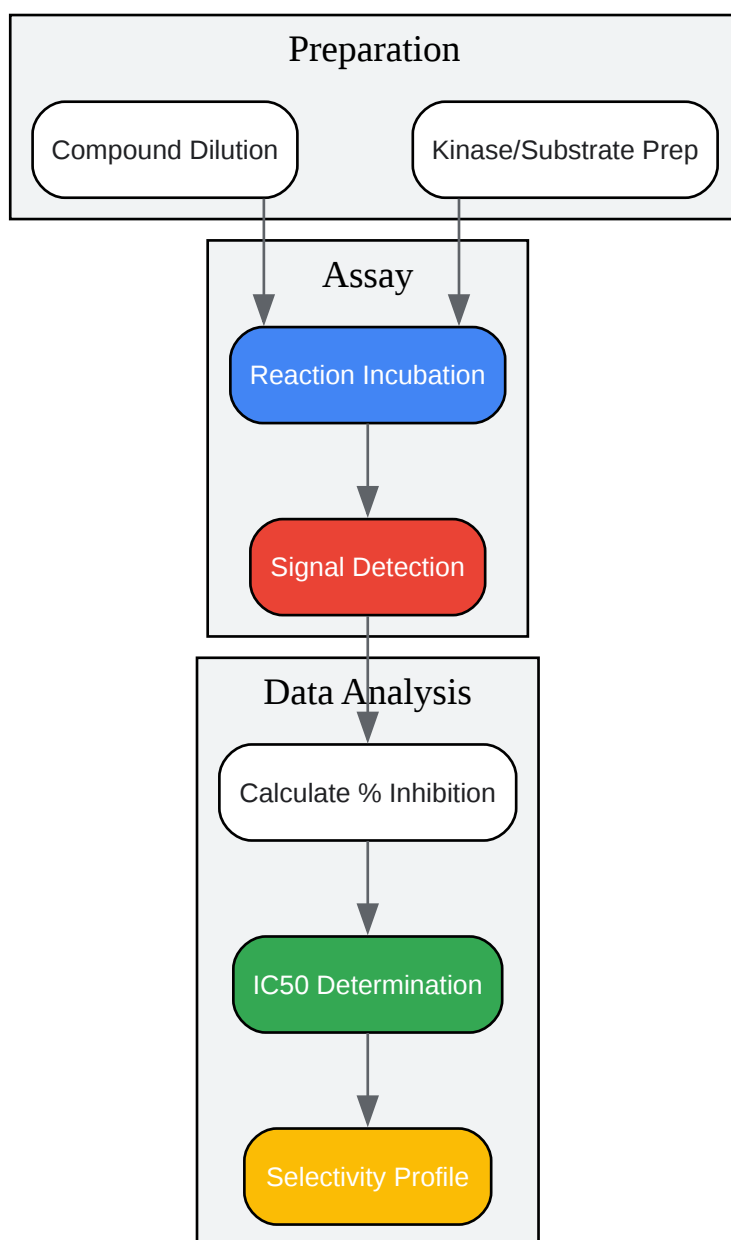 Preparation
Compound Dilution
Kinase/Substrate Prep
Assay
Reaction Incubation
Signal Detection
Data Analysis
Calculate % Inhibition
IC50 Determination
Selectivity Profile